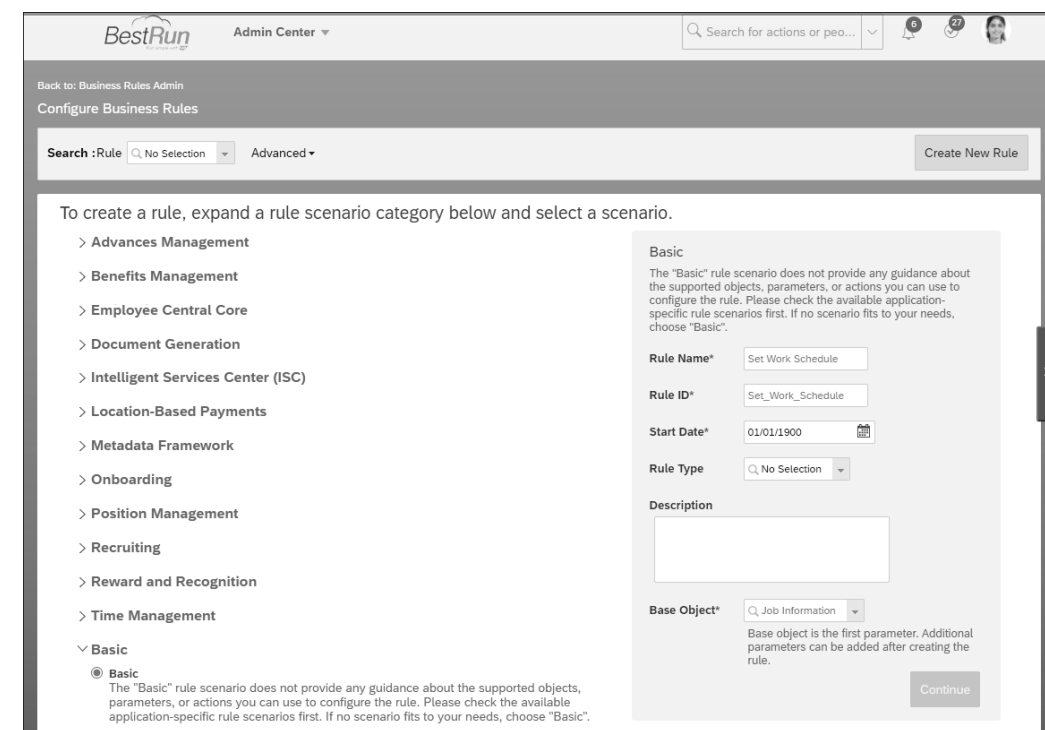 BestRun
Admin Center
Search for actions or peo...
6
27
Back to: Business Rules Admin
Configure Business Rules
Search :Rule No Selection Advanced
Create New Rule
To create a rule, expand a rule scenario category below and select a scenario.
Advances Management
Benefits Management
Employee Central Core
Document Generation
Intelligent Services Center (ISC)
Location-Based Payments
Metadata Framework
Onboarding
Position Management
Recruiting
Reward and Recognition
Time Management
Basic
Basic
The "Basic" rule scenario does not provide any guidance about the supported objects,
parameters, or actions you can use to configure the rule. Please check the available
application-specific rule scenarios first. If no scenario fits to your needs, choose "Basic".
Basic
The "Basic" rule scenario does not provide any guidance about
the supported objects, parameters, or actions you can use to
configure the rule. Please check the available application-
specific rule scenarios first. If no scenario fits to your needs,
choose "Basic".
Rule Name* Set Work Schedule
Rule ID* Set_Work_Schedule
Start Date* 01/01/1900
Rule Type No Selection
Description
Base Object* Job Information
Base object is the first parameter. Additional
parameters can be added after creating the
rule.
Continue